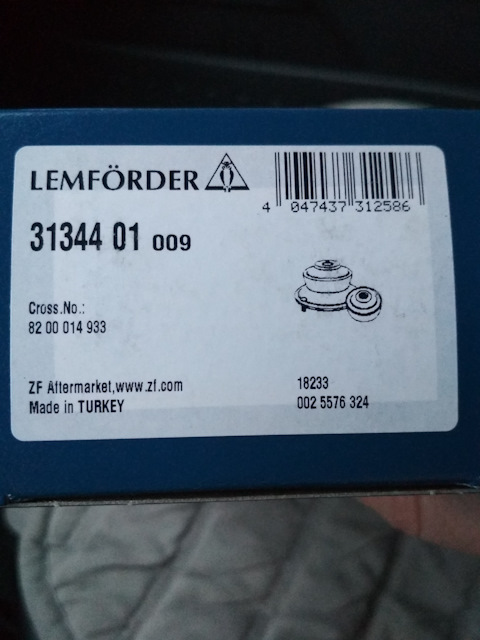 LEMFÖRDER
4 047437 312586
31344 01 009
Cross.No.:
82 00 014 933
ZF Aftermarket,www.zf.com
Made in TURKEY
18233
002 5576 324